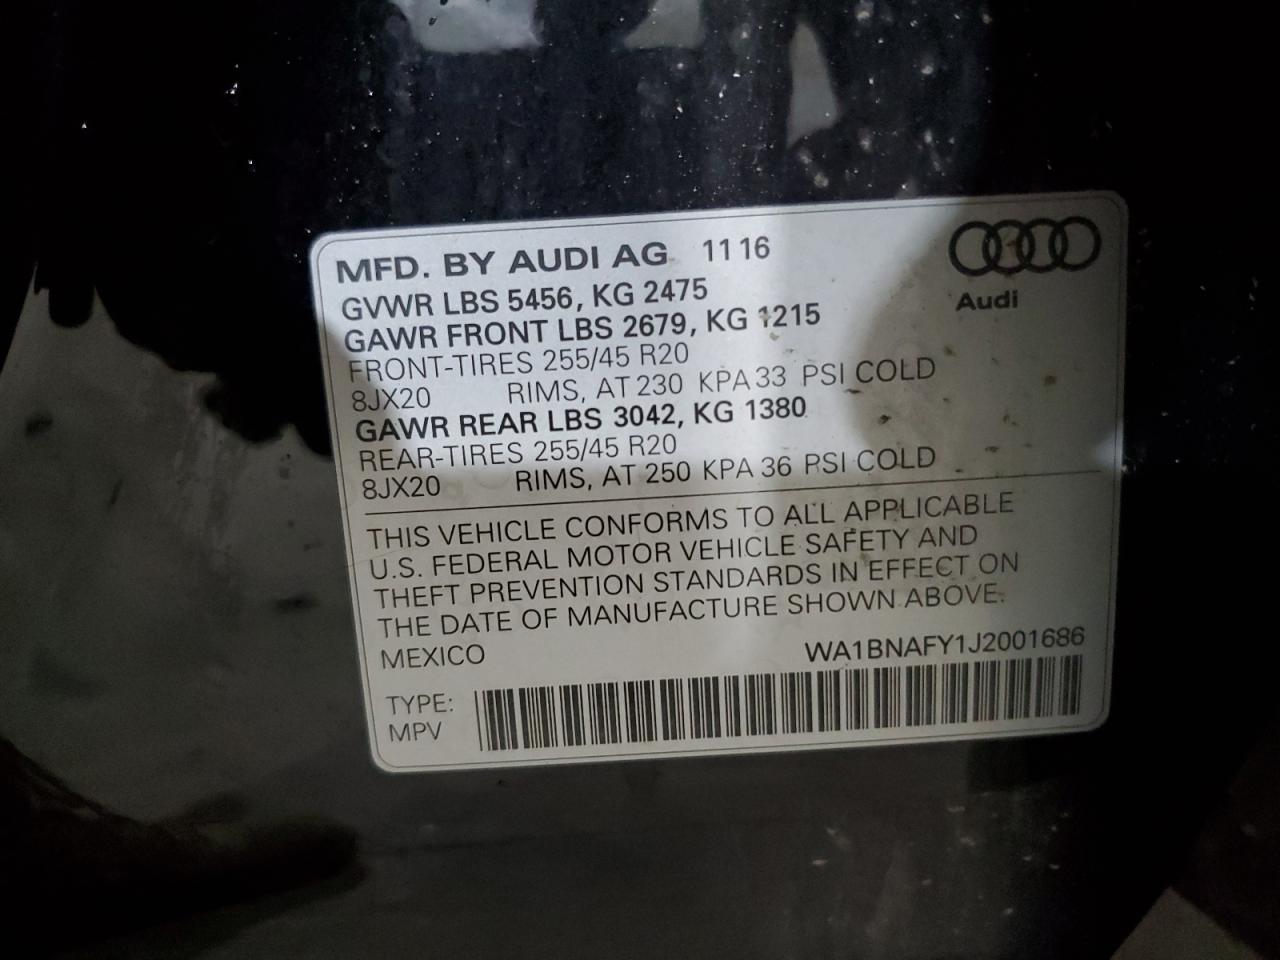 MFD. BY AUDI AG 11 16
Audi
GVWR LBS 5456, KG 2475
GAWR FRONT LBS 2679, KG 1215
FRONT-TIRES 255/45 R20
8JX20 RIMS, AT 230 KPA 33 PSI COLD
GAWR REAR LBS 3042, KG 1380
REAR-TIRES 255/45 R20
8JX20 RIMS, AT 250 KPA 36 PSI COLD
THIS VEHICLE CONFORMS TO ALL APPLICABLE
U.S. FEDERAL MOTOR VEHICLE SAFETY AND
THEFT PREVENTION STANDARDS IN EFFECT ON
THE DATE OF MANUFACTURE SHOWN ABOVE.
MEXICO WA1BNAFY1J2001686
TYPE:
MPV